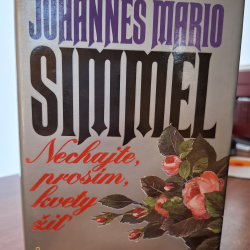 JOHANNES MARIO
SIMMEL
Nechajte,
prosím,
kvety
žiť